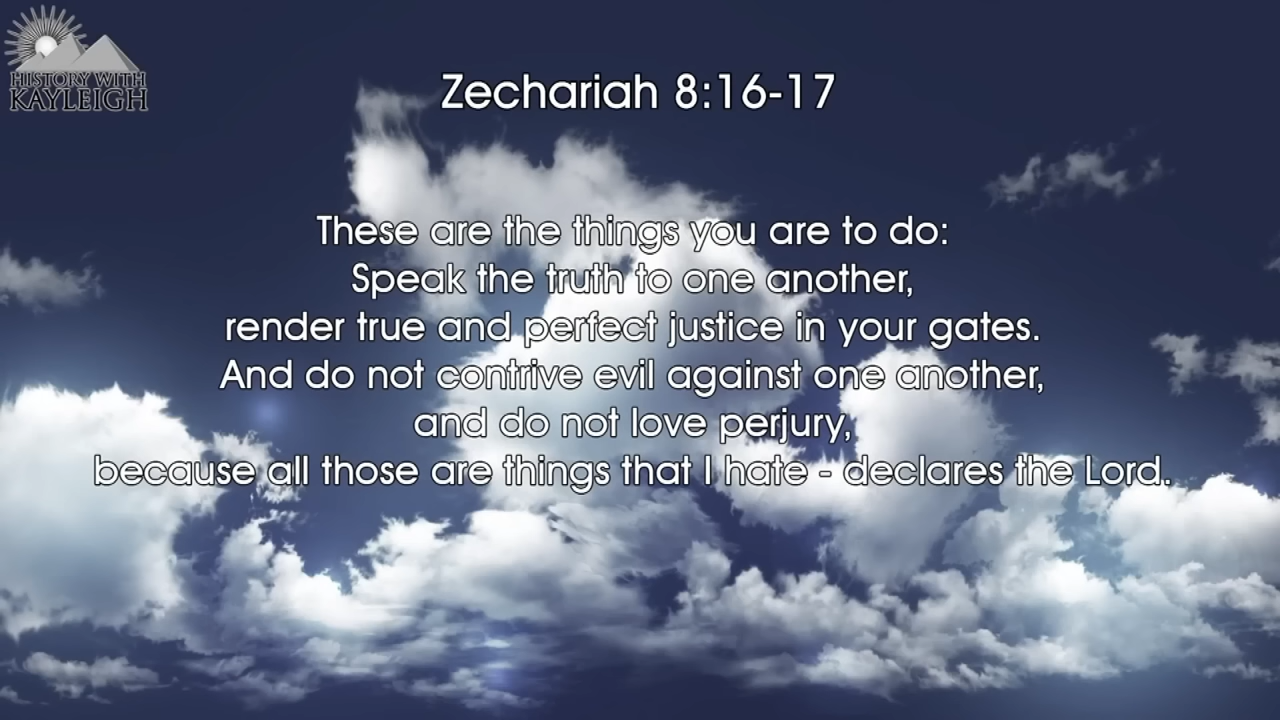 HISTORY WITH
KAYLEIGH
Zechariah 8:16-17
These are the things you are to do:
Speak the truth to one another,
render true and perfect justice in your gates.
And do not contrive evil against one another,
and do not love perjury,
because all those are things that I hate - declares the Lord.